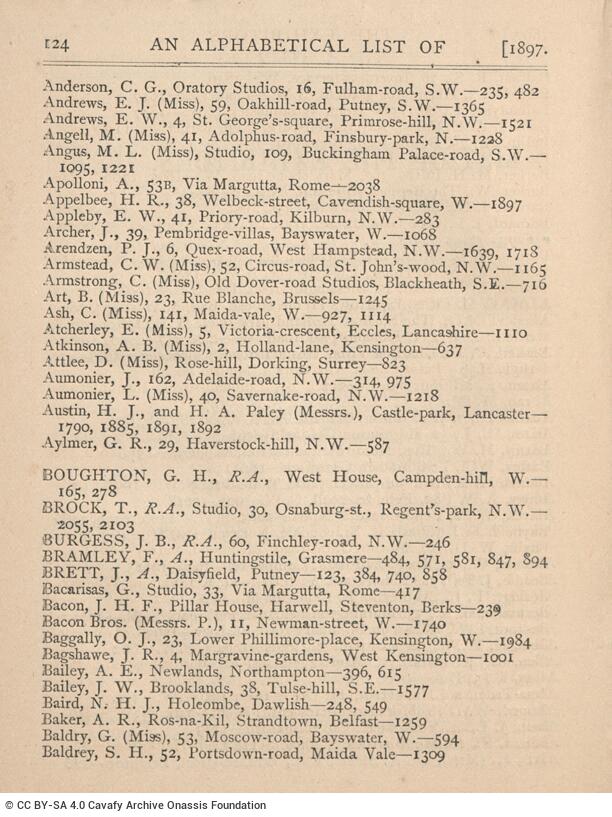 124 AN ALPHABETICAL LIST OF [1897.
Anderson, C. G., Oratory Studios, 16, Fulham-road, S.W.—235, 482
Andrews, E. J. (Miss), 59, Oakhill-road, Putney, S.W.—1365
Andrews, E. W., 4, St. George's-square, Primrose-hill, N.W.—1521
Angell, M. (Miss), 41, Adolphus-road, Finsbury-park, N.—1228
Angus, M. L. (Miss), Studio, 109, Buckingham Palace-road, S.W.—
1095, 1221
Apolloni, A., 53B, Via Margutta, Rome—2038
Appelbee, H. R., 38, Welbeck-street, Cavendish-square, W.—1897
Appleby, E. W., 41, Priory-road, Kilburn, N.W.—283
Archer, J., 39, Pembridge-villas, Bayswater, W.—1068
Arendzen, P. J., 6, Quex-road, West Hampstead, N.W.—1639, 1718
Armstead, C. W. (Miss), 52, Circus-road, St. John's-wood, N.W.—1165
Armstrong, C. (Miss), Old Dover-road Studios, Blackheath, S.E.—716
Art, B. (Miss), 23, Rue Blanche, Brussels—1245
Ash, C. (Miss), 141, Maida-vale, W.—927, 1114
Atcherley, E. (Miss), 5, Victoria-crescent, Eccles, Lancashire—1110
Atkinson, A. B. (Miss), 2, Holland-lane, Kensington—637
Attlee, D. (Miss), Rose-hill, Dorking, Surrey—823
Aumonier, J., 162, Adelaide-road, N.W.—314, 975
Aumonier, L. (Miss), 40, Savernake-road, N.W.—1218
Austin, H. J., and H. A. Paley (Messrs.), Castle-park, Lancaster—
1790, 1885, 1891, 1892
Aylmer, G. R., 29, Haverstock-hill, N.W.—587
BOUGHTON, G. H., R.A., West House, Campden-hill, W.—
165, 278
BROCK, T., R.A., Studio, 30, Osnaburg-st., Regent's-park, N.W.—
2055, 2103
BURGESS, J. B., R.A., 60, Finchley-road, N.W.—246
BRAMLEY, F., A., Huntingstile, Grasmere—484, 571, 581, 847, 894
BRETT, J., A., Daisyfield, Putney—123, 384, 740, 858
Bacarisas, G., Studio, 33, Via Margutta, Rome—417
Bacon, J. H. F., Pillar House, Harwell, Steventon, Berks—239
Bacon Bros. (Messrs. P.), 11, Newman-street, W.—1740
Baggally, O. J., 23, Lower Phillimore-place, Kensington, W.—1984
Bagshawe, J. R., 4, Margravine-gardens, West Kensington—1001
Bailey, A. E., Newlands, Northampton—396, 615
Bailey, J. W., Brooklands, 38, Tulse-hill, S.E.—1577
Baird, N. H. J., Holcombe, Dawlish—248, 549
Baker, A. R., Ros-na-Kil, Strandtown, Belfast—1259
Baldry, G. (Miss), 53, Moscow-road, Bayswater, W.—594
Baldrey, S. H., 52, Portsdown-road, Maida Vale—1309
© CC BY-SA 4.0 Cavafy Archive Onassis Foundation